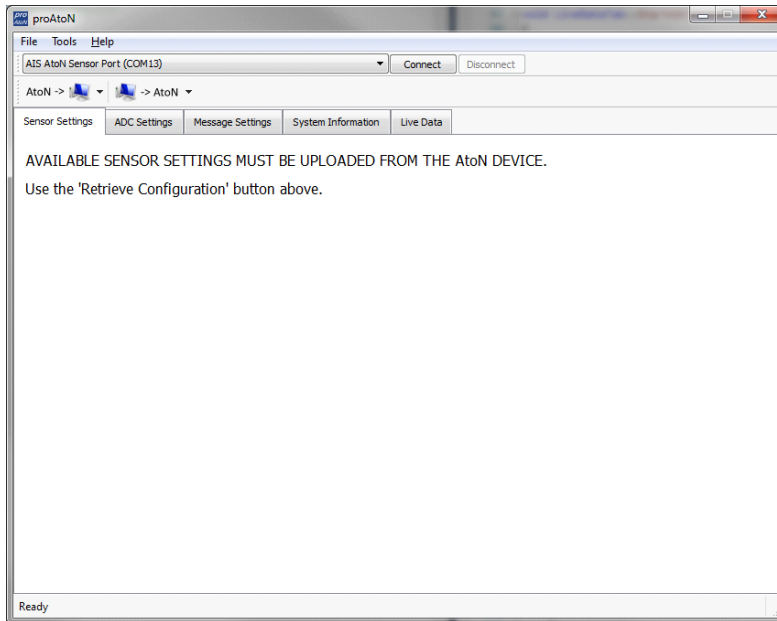 pro
AtoN
proAtoN
File Tools Help
AIS AtoN Sensor Port (COM13) Connect Disconnect
AtoN -> -> AtoN
Sensor Settings ADC Settings Message Settings System Information Live Data
AVAILABLE SENSOR SETTINGS MUST BE UPLOADED FROM THE AtoN DEVICE.
Use the 'Retrieve Configuration' button above.
Ready